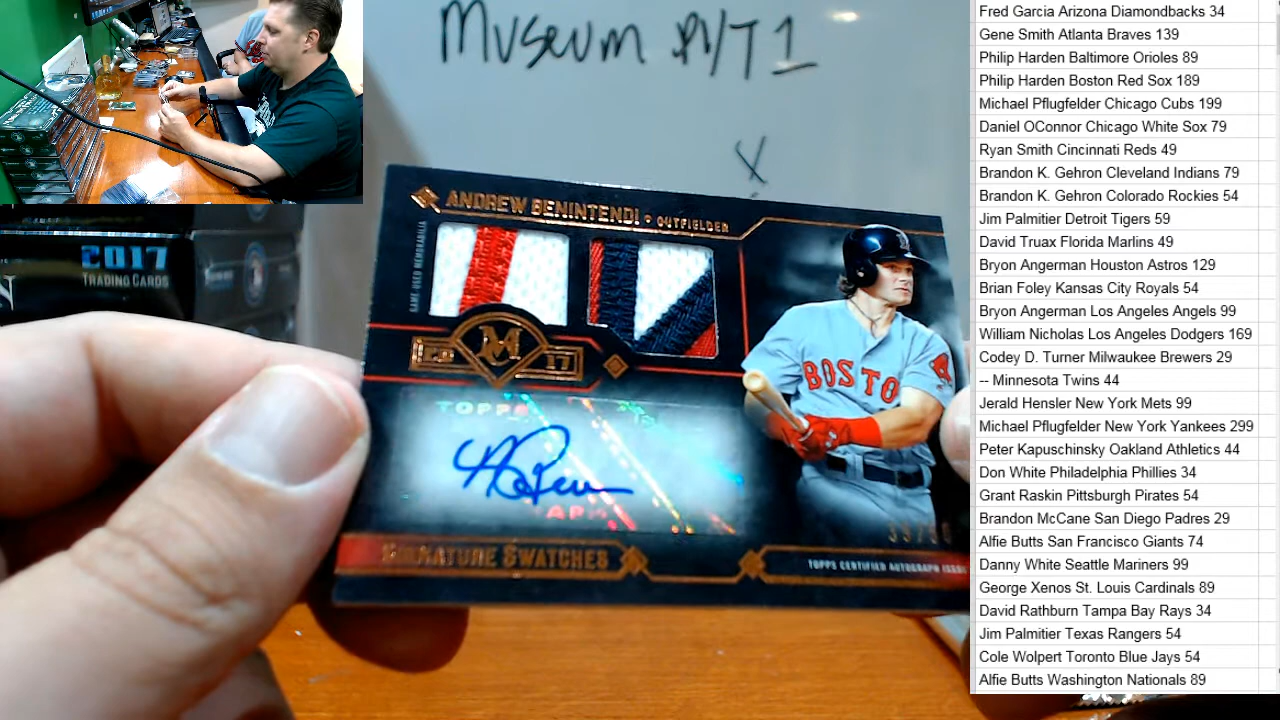 Museum
2017
TRADING CARDS
ANDREW BENINTENDI • OUTFIELDER
GAME-USED MEMORABILIA
M
20 17
BOSTO
TOPPS
SIGNATURE SWATCHES
TOPPS CERTIFIED AUTOGRAPH ISSUE
Fred Garcia Arizona Diamondbacks 34
Gene Smith Atlanta Braves 139
Philip Harden Baltimore Orioles 89
Philip Harden Boston Red Sox 189
Michael Pflugfelder Chicago Cubs 199
Daniel OConnor Chicago White Sox 79
Ryan Smith Cincinnati Reds 49
Brandon K. Gehron Cleveland Indians 79
Brandon K. Gehron Colorado Rockies 54
Jim Palmitier Detroit Tigers 59
David Truax Florida Marlins 49
Bryon Angerman Houston Astros 129
Brian Foley Kansas City Royals 54
Bryon Angerman Los Angeles Angels 99
William Nicholas Los Angeles Dodgers 169
Codey D. Turner Milwaukee Brewers 29
-- Minnesota Twins 44
Jerald Hensler New York Mets 99
Michael Pflugfelder New York Yankees 299
Peter Kapuschinsky Oakland Athletics 44
Don White Philadelphia Phillies 34
Grant Raskin Pittsburgh Pirates 54
Brandon McCane San Diego Padres 29
Alfie Butts San Francisco Giants 74
Danny White Seattle Mariners 99
George Xenos St. Louis Cardinals 89
David Rathburn Tampa Bay Rays 34
Jim Palmitier Texas Rangers 54
Cole Wolpert Toronto Blue Jays 54
Alfie Butts Washington Nationals 89